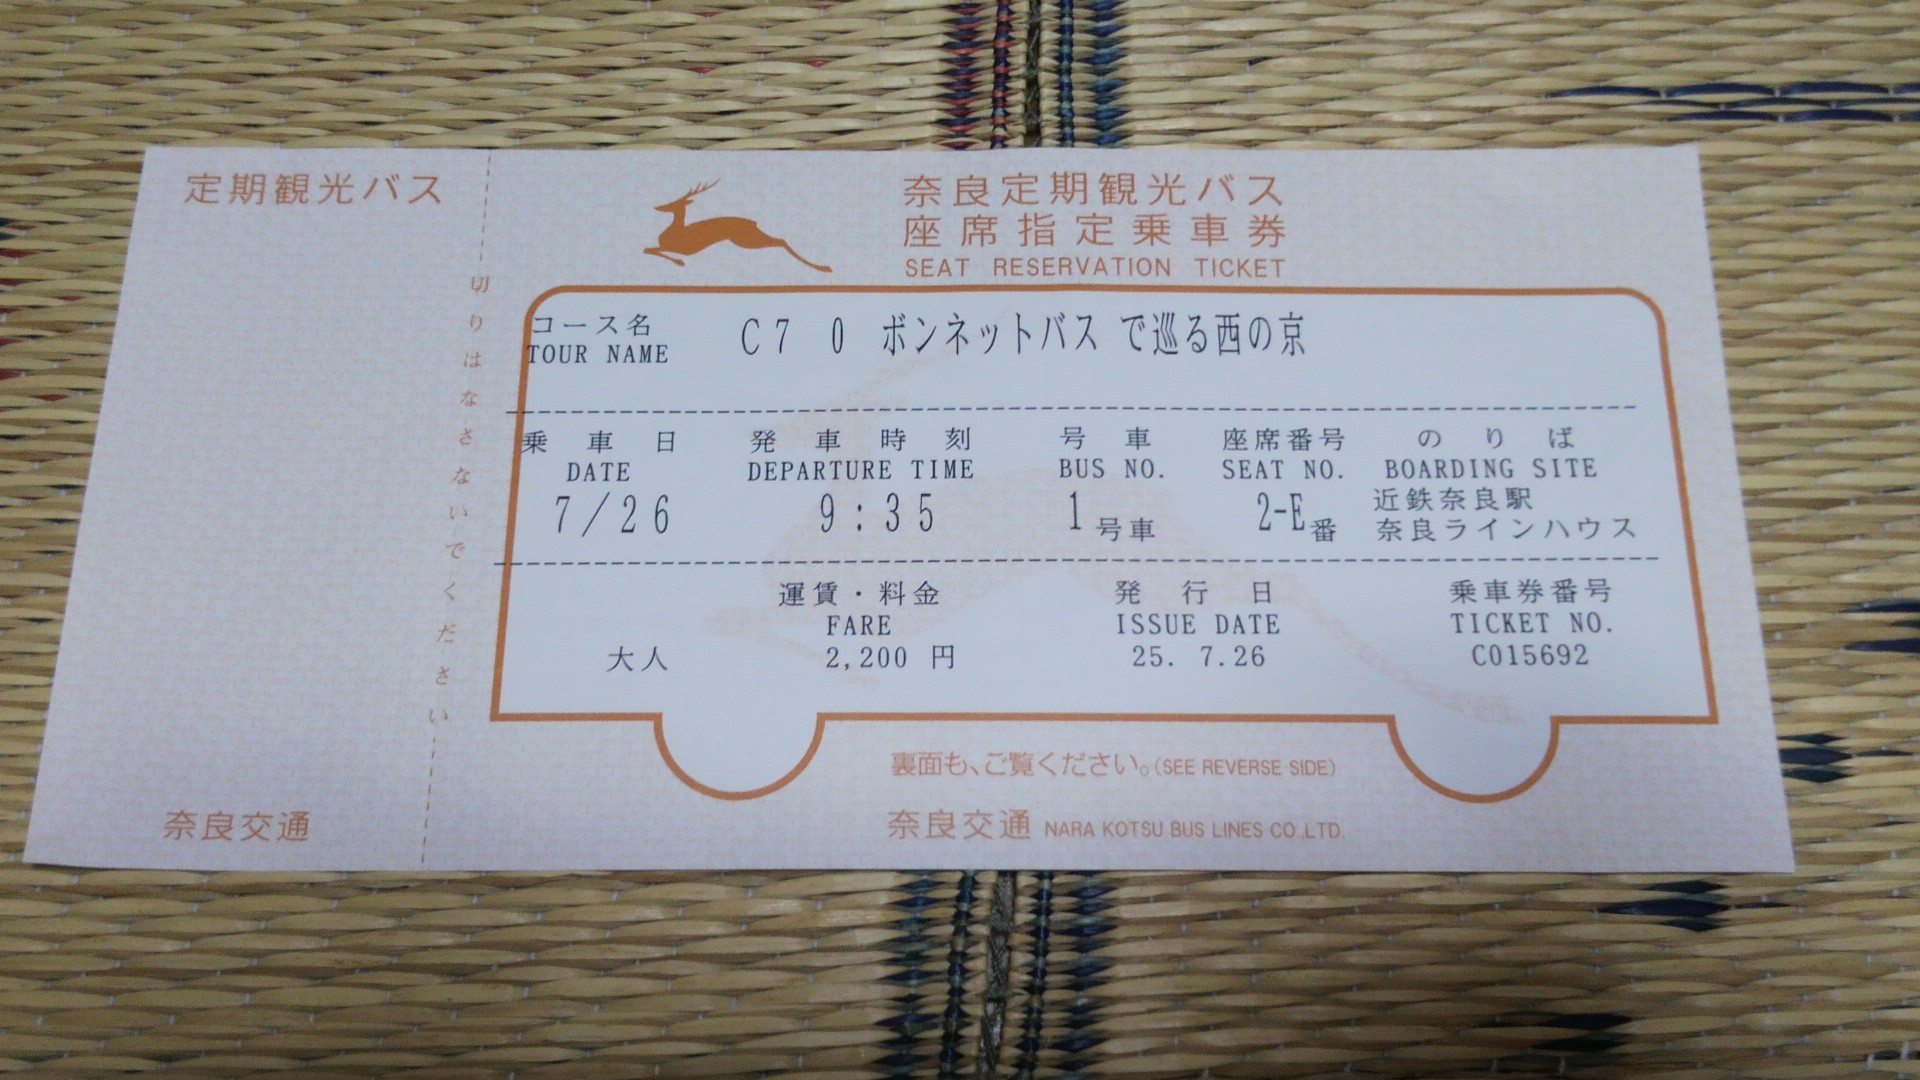 定期観光バス
切りはなさないでください
奈良交通
奈良定期観光バス
座席指定乗車券
SEAT RESERVATION TICKET
コース名
TOUR NAME
C7 0 ボンネットバス で巡る西の京
乗車日 発車時刻 号車 座席番号 のりば
DATE DEPARTURE TIME BUS NO. SEAT NO. BOARDING SITE
7/26 9:35 1号車 2-E番 近鉄奈良駅
奈良ラインハウス
運賃・料金 発行日 乗車券番号
FARE ISSUE DATE TICKET NO.
大人 2,200 円 25. 7.26 C015692
裏面も、ご覧ください。(SEE REVERSE SIDE)
奈良交通 NARA KOTSU BUS LINES CO.,LTD.